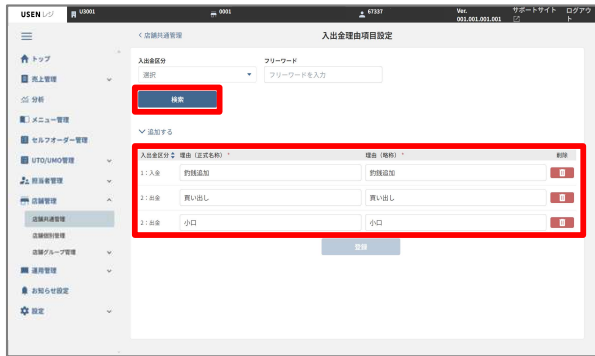 USEN レジ U3001 0001 67337 Ver. 001.001.001.001 サポートサイト ログアウト
< 店舗共通管理 入出金理由項目設定
トップ
売上管理
分析
メニュー管理
セルフオーダー管理
UTO/UMO管理
担当者管理
店舗管理
店舗共通管理
店舗個別管理
店舗グループ管理
運用管理
お知らせ設定
設定
入出金区分 フリーワード
選択 フリーワードを入力
検索
追加する
入出金区分 理由（正式名称）* 理由（略称）* 削除
1：入金 釣銭追加 釣銭追加
2：出金 買い出し 買い出し
2：出金 小口 小口
登録